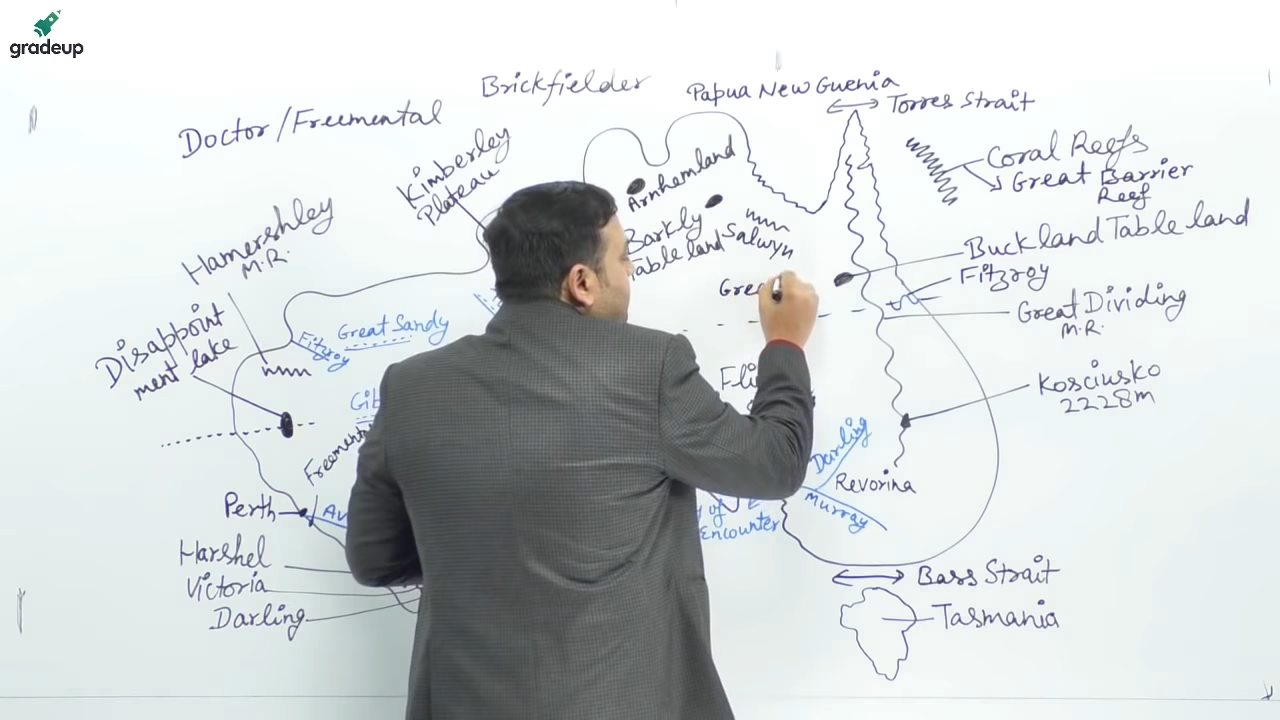 gradeup
Brickfielder
Papua New Guenia
Torres Strait
Doctor/Freemental
Kimberley
Plateau
Coral Reefs
Great Barrier
Reef
Arnhemland
Hamershley
M.R.
Barkly
Table land
Salwyn
Buckland Table land
Fitzroy
Great Dividing
M.R.
Disappoint
ment lake
Great Sandy
Fitzroy
Kosciusko
2228m
Darling
Revorina
Murray
Perth
Encounter
Harshel
Victoria
Darling
Bass Strait
Tasmania